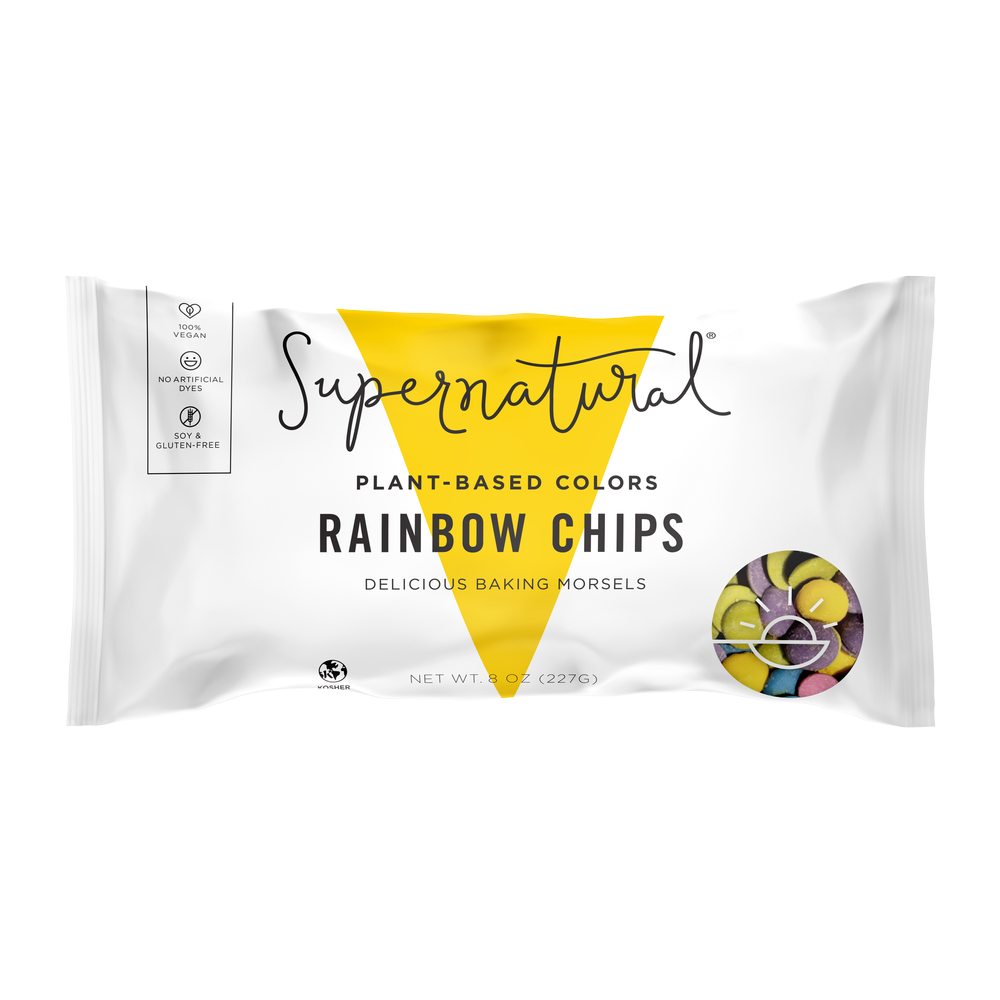 100%
VEGAN
NO ARTIFICIAL
DYES
SOY &
GLUTEN-FREE
Supernatural®
PLANT-BASED COLORS
RAINBOW CHIPS
DELICIOUS BAKING MORSELS
K
KOSHER
NET WT. 8 OZ (227G)